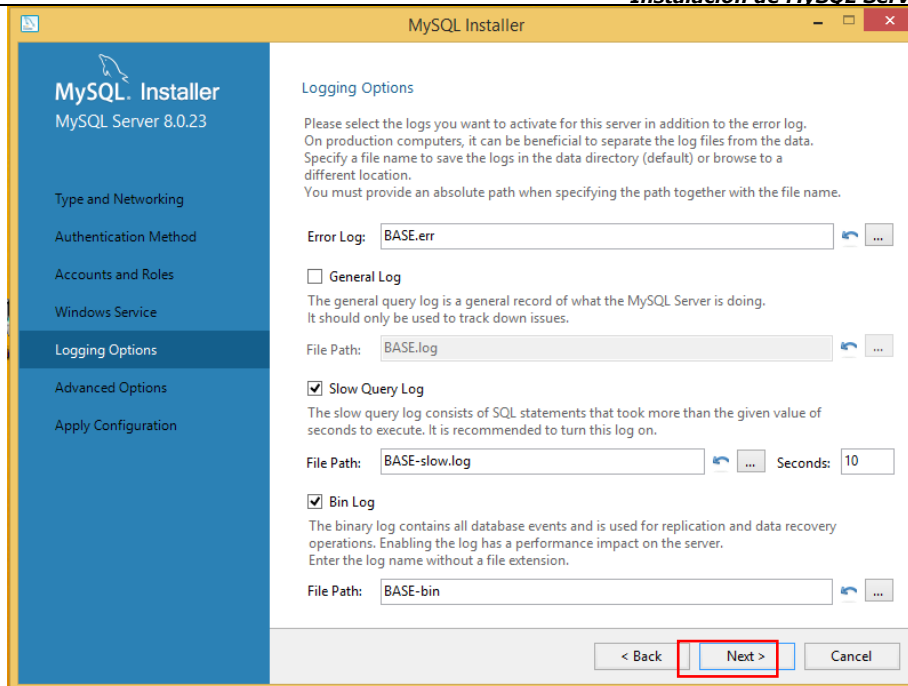 Instalación de MySQL Serv
MySQL Installer
MySQL. Installer
MySQL Server 8.0.23
Type and Networking
Authentication Method
Accounts and Roles
Windows Service
Logging Options
Advanced Options
Apply Configuration
Logging Options
Please select the logs you want to activate for this server in addition to the error log.
On production computers, it can be beneficial to separate the log files from the data.
Specify a file name to save the logs in the data directory (default) or browse to a
different location.
You must provide an absolute path when specifying the path together with the file name.
Error Log: BASE.err ...
General Log
The general query log is a general record of what the MySQL Server is doing.
It should only be used to track down issues.
File Path: BASE.log ...
Slow Query Log
The slow query log consists of SQL statements that took more than the given value of
seconds to execute. It is recommended to turn this log on.
File Path: BASE-slow.log ... Seconds: 10
Bin Log
The binary log contains all database events and is used for replication and data recovery
operations. Enabling the log has a performance impact on the server.
Enter the log name without a file extension.
File Path: BASE-bin ...
< Back Next > Cancel